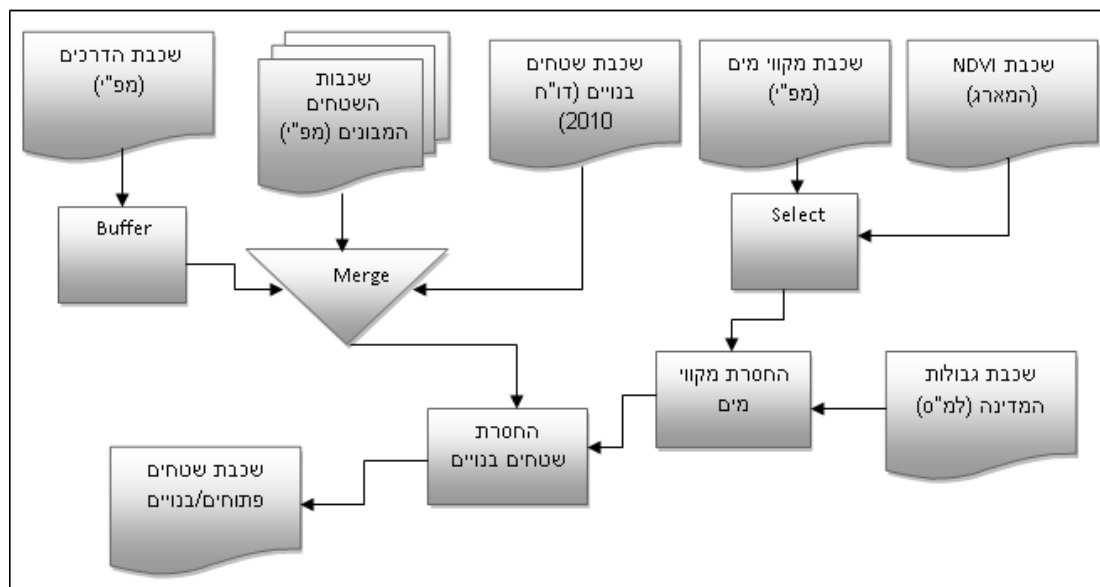 שכבת הדרכים
(מפ"י)
שכבות
השטחים
המבונים (מפ"י)
שכבת שטחים
בנויים (דו"ח
2010)
שכבת מקווי מים
(מפ"י)
שכבת NDVI
(המארג)
Buffer
Merge
Select
החסרת מקווי
מים
שכבת גבולות
המדינה (למ"ס)
החסרת
שטחים בנויים
שכבת שטחים
פתוחים/בנויים